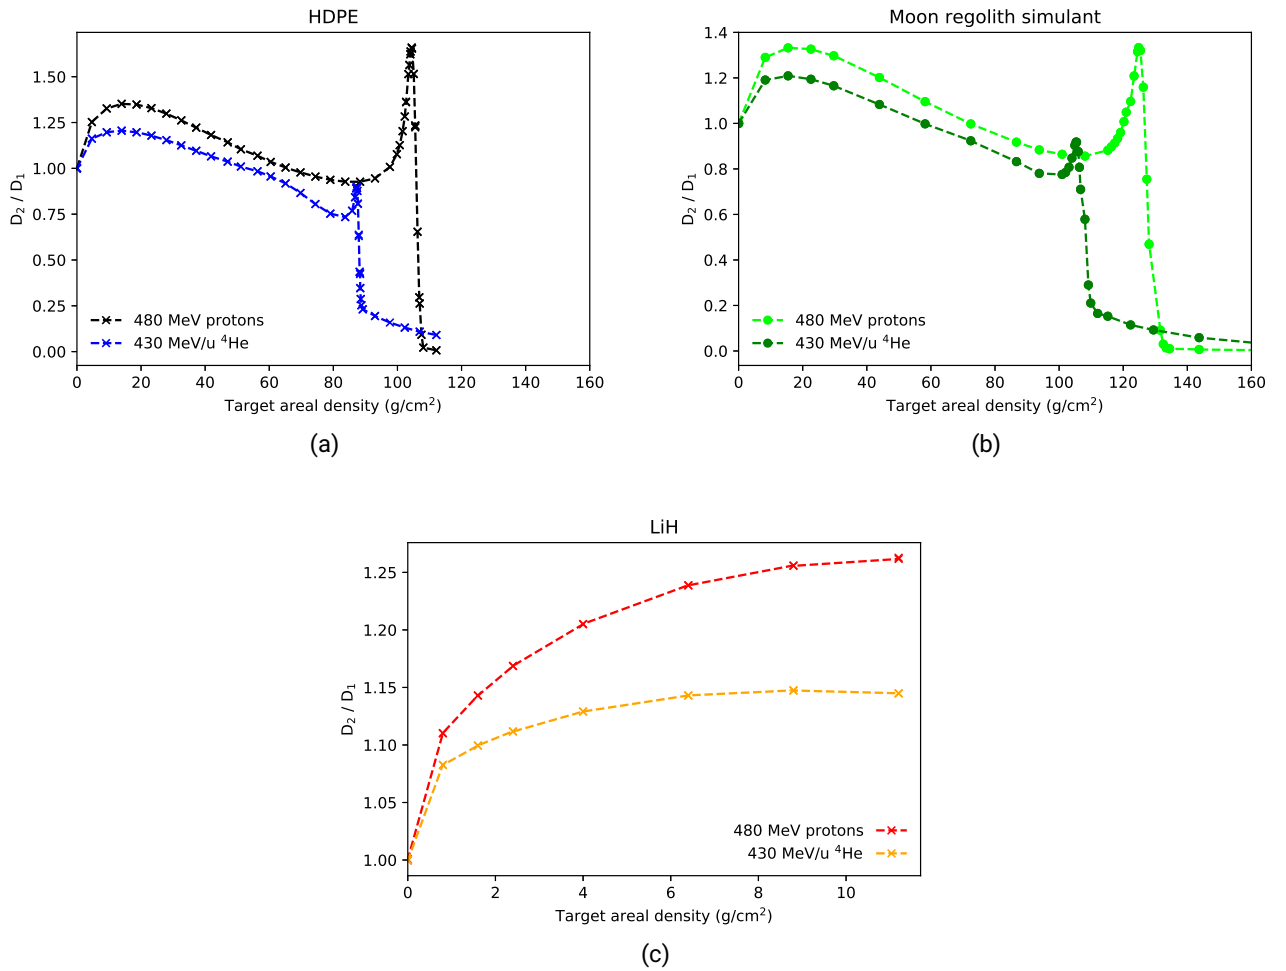 HDPE
D2 / D1
1.50
1.25
1.00
0.75
0.50
0.25
0.00
480 MeV protons
430 MeV/u ⁴He
0 20 40 60 80 100 120 140 160
Target areal density (g/cm²)
(a)
Moon regolith simulant
D2 / D1
1.4
1.2
1.0
0.8
0.6
0.4
0.2
0.0
480 MeV protons
430 MeV/u ⁴He
0 20 40 60 80 100 120 140 160
Target areal density (g/cm²)
(b)
LiH
D2 / D1
1.25
1.20
1.15
1.10
1.05
1.00
480 MeV protons
430 MeV/u ⁴He
0 2 4 6 8 10
Target areal density (g/cm²)
(c)